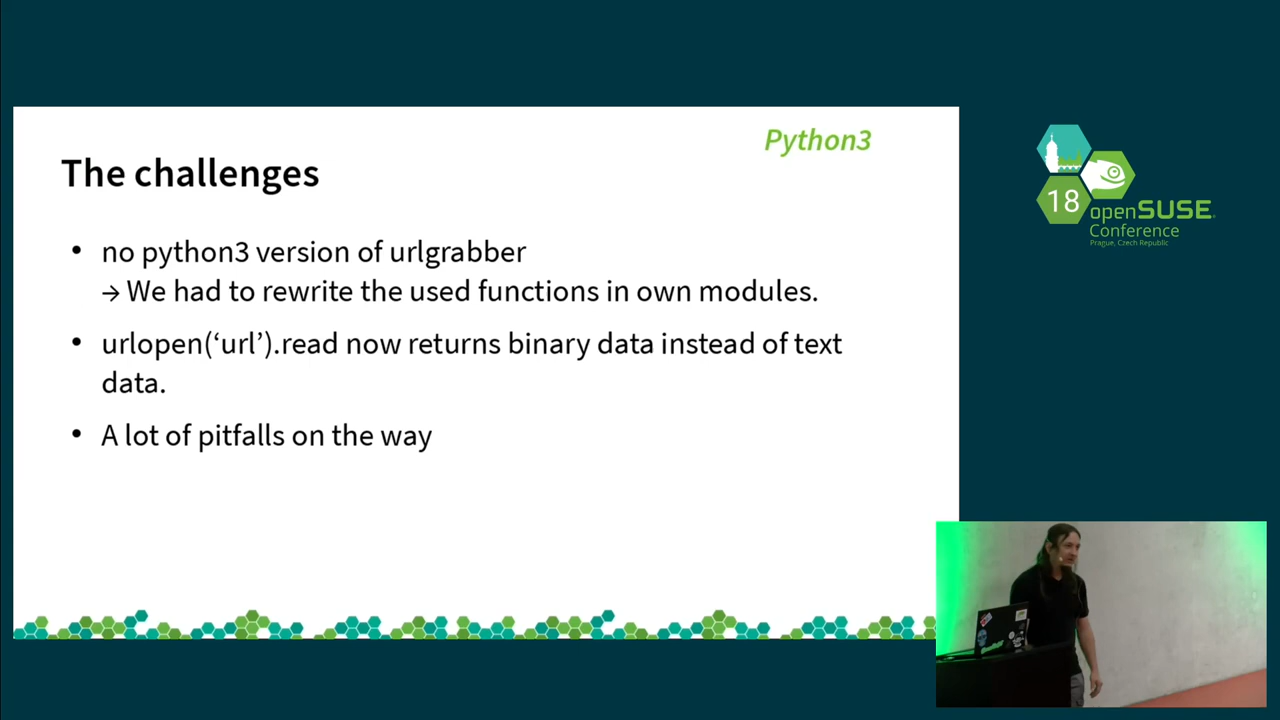 Python3
The challenges
• no python3 version of urlgrabber
→ We had to rewrite the used functions in own modules.
• urlopen(‘url’).read now returns binary data instead of text
data.
• A lot of pitfalls on the way
18
openSUSE
Conference
Prague, Czech Republic